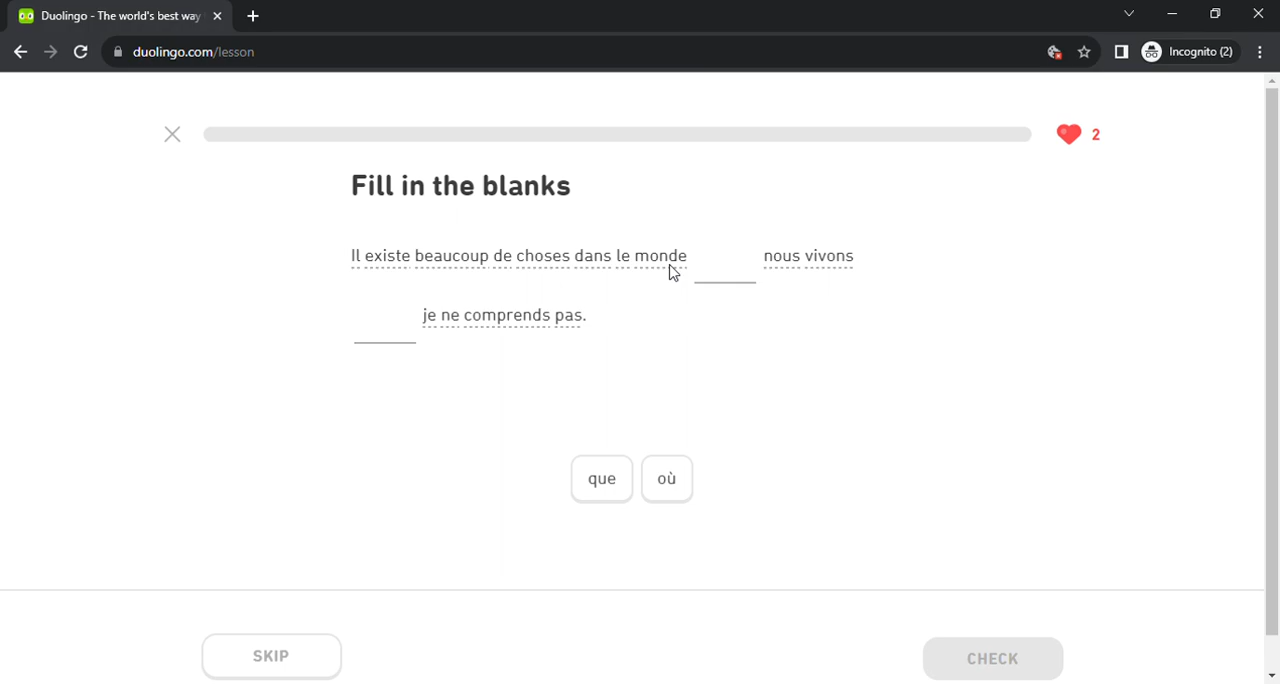 Duolingo - The world's best way
duolingo.com/lesson
Incognito (2)
2
Fill in the blanks
Il existe beaucoup de choses dans le monde nous vivons
je ne comprends pas.
que où
SKIP CHECK